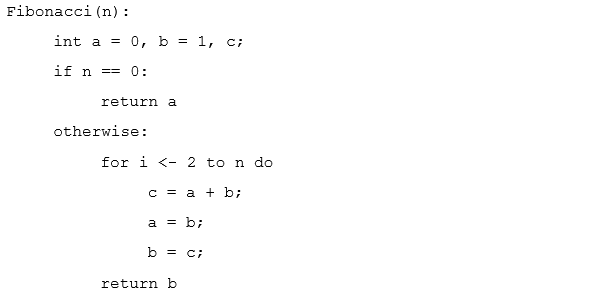 Fibonacci(n):
int a = 0, b = 1, c;
if n == 0:
return a
otherwise:
for i <- 2 to n do
c = a + b;
a = b;
b = c;
return b